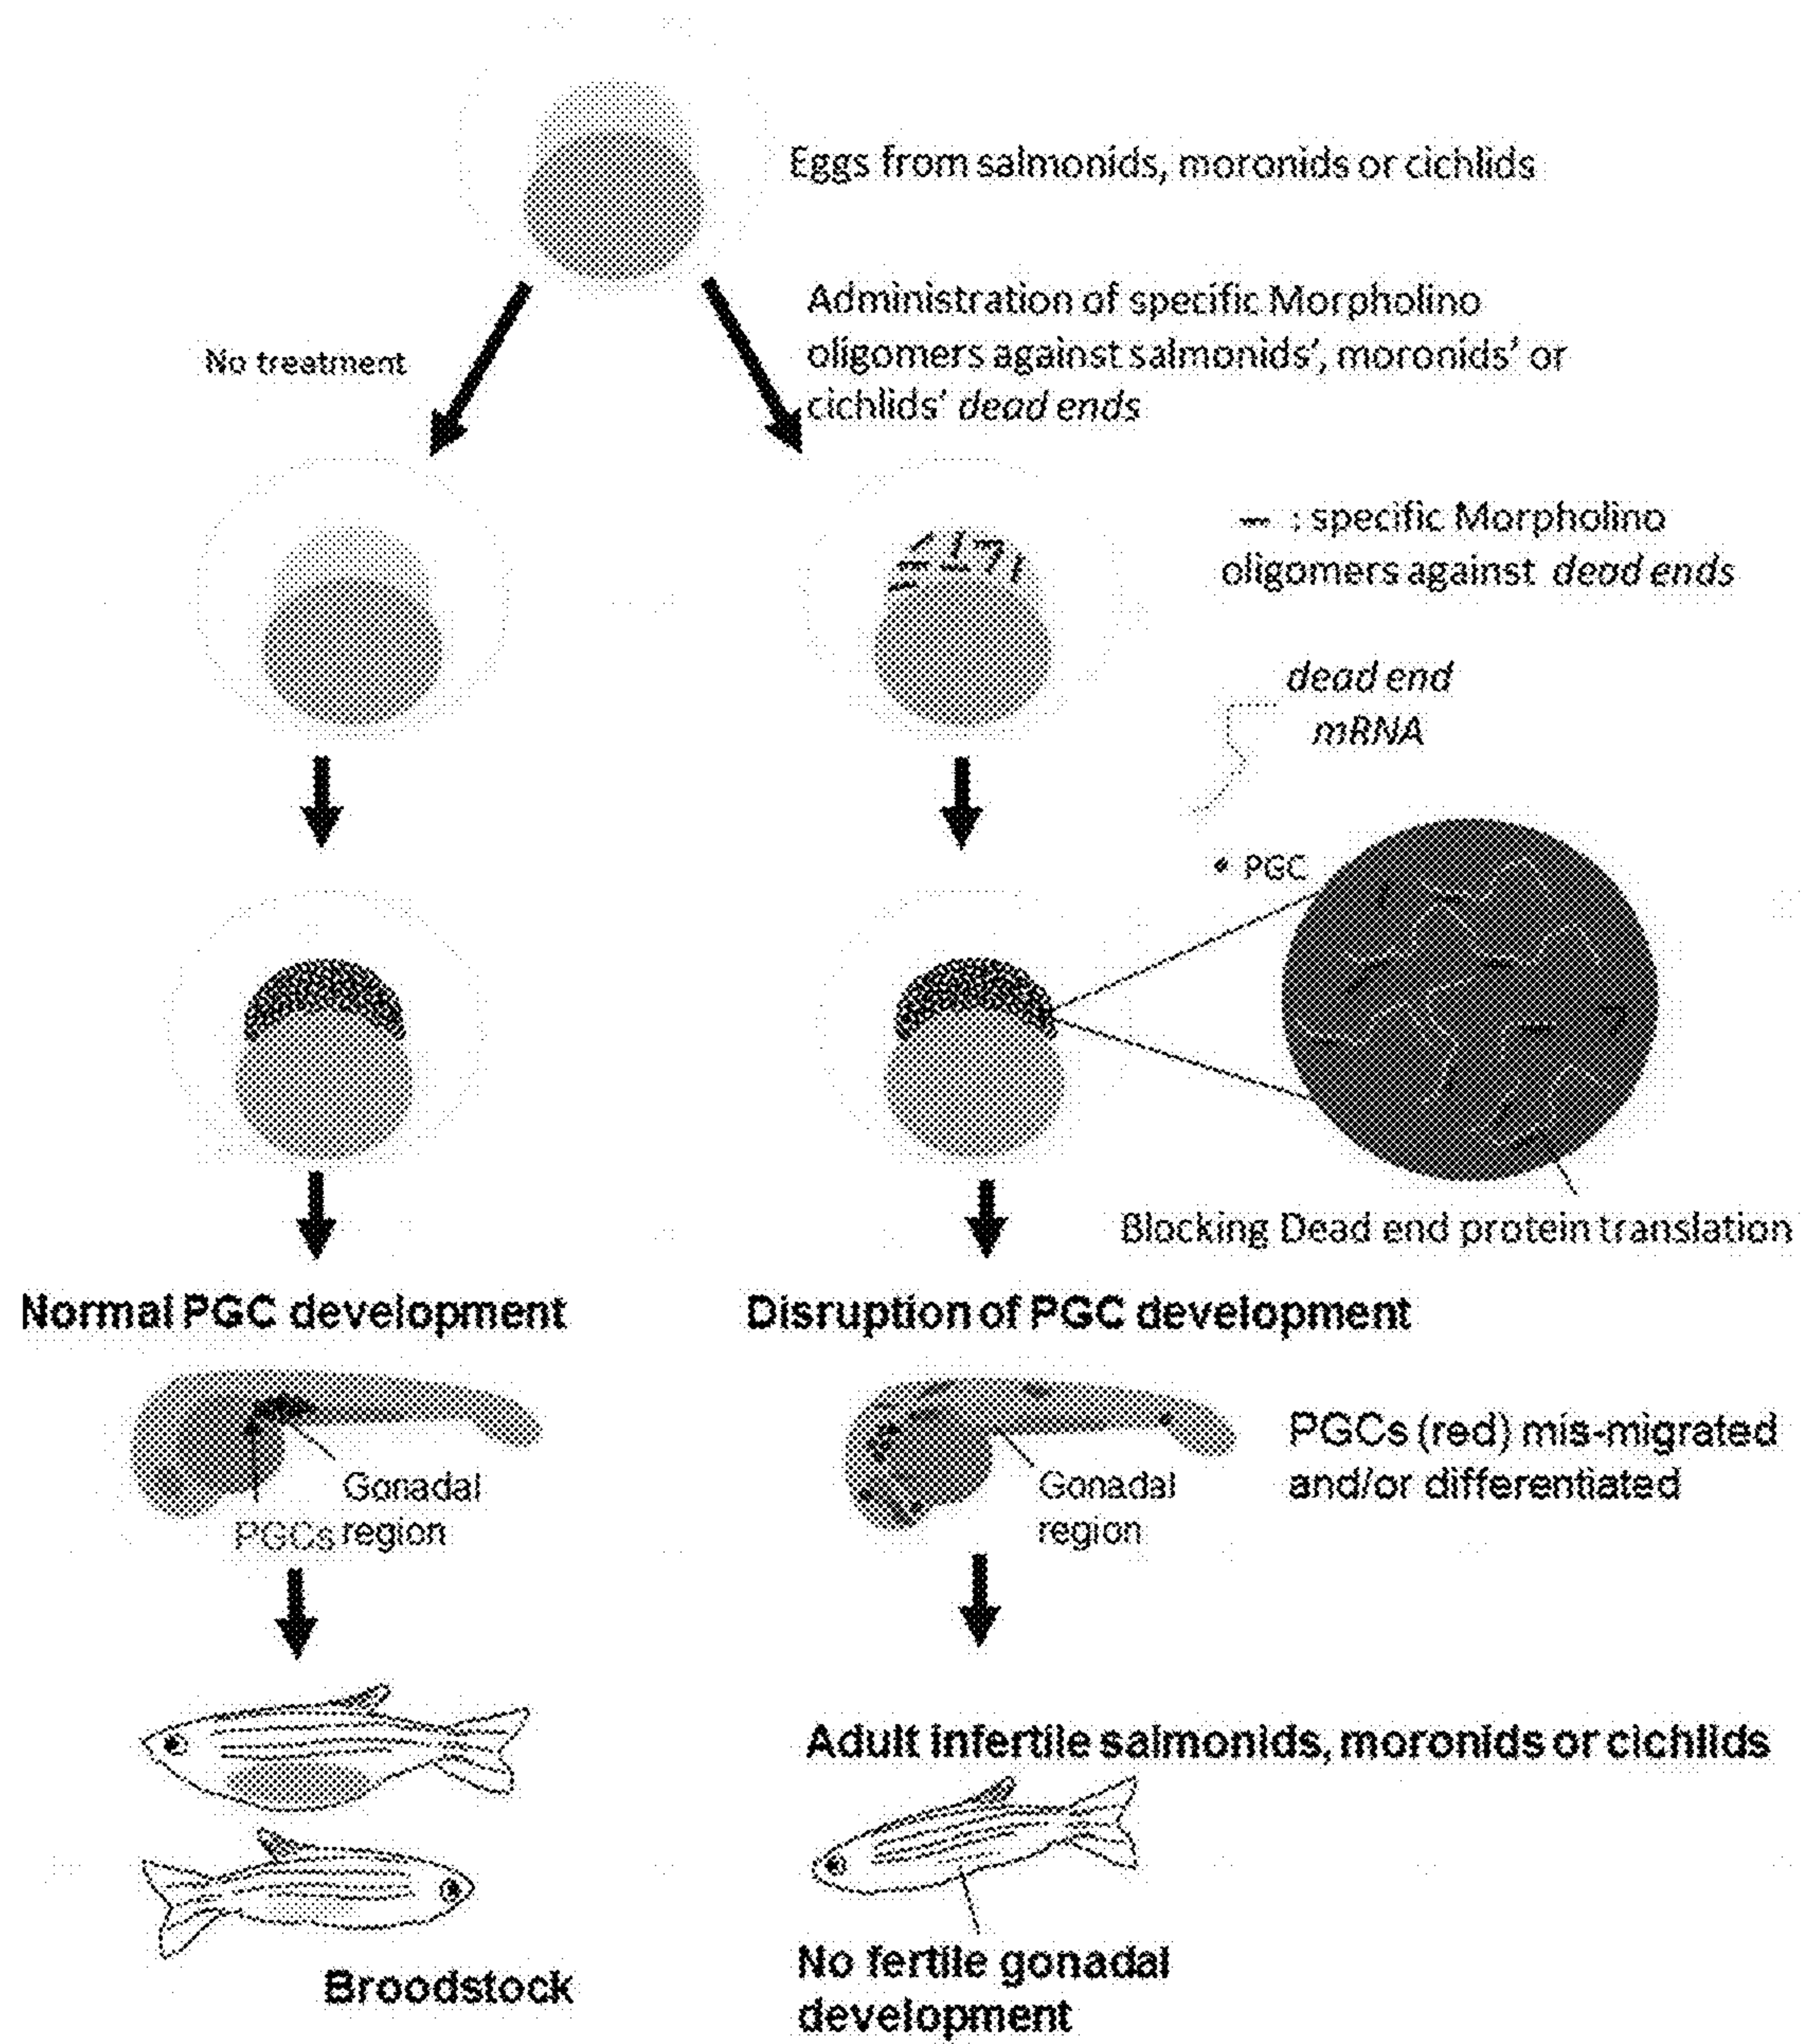 Eggs from salmonids, moronids or cichlids
Administration of specific Morpholino
oligomers against salmonids', moronids' or
cichlids' dead ends
No treatment
– : specific Morpholino
oligomers against dead ends
dead end
mRNA
PGC
Blocking Dead end protein translation
Normal PGC development
Disruption of PGC development
Gonadal
region
PGCs
Gonadal
region
PGCs (red) mis-migrated
and/or differentiated
Adult infertile salmonids, moronids or cichlids
Broodstock
No fertile gonadal
development